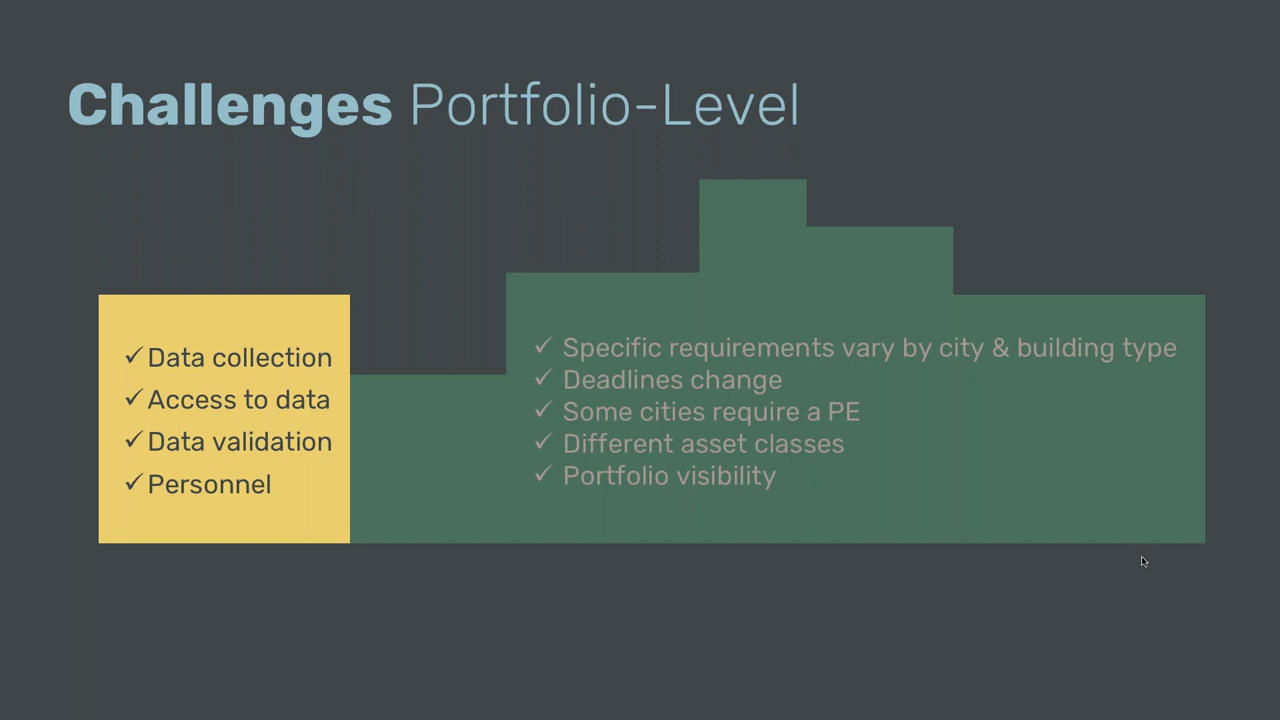 Challenges Portfolio-Level
✓Data collection
✓Access to data
✓Data validation
✓Personnel
✓ Specific requirements vary by city & building type
✓ Deadlines change
✓ Some cities require a PE
✓ Different asset classes
✓ Portfolio visibility